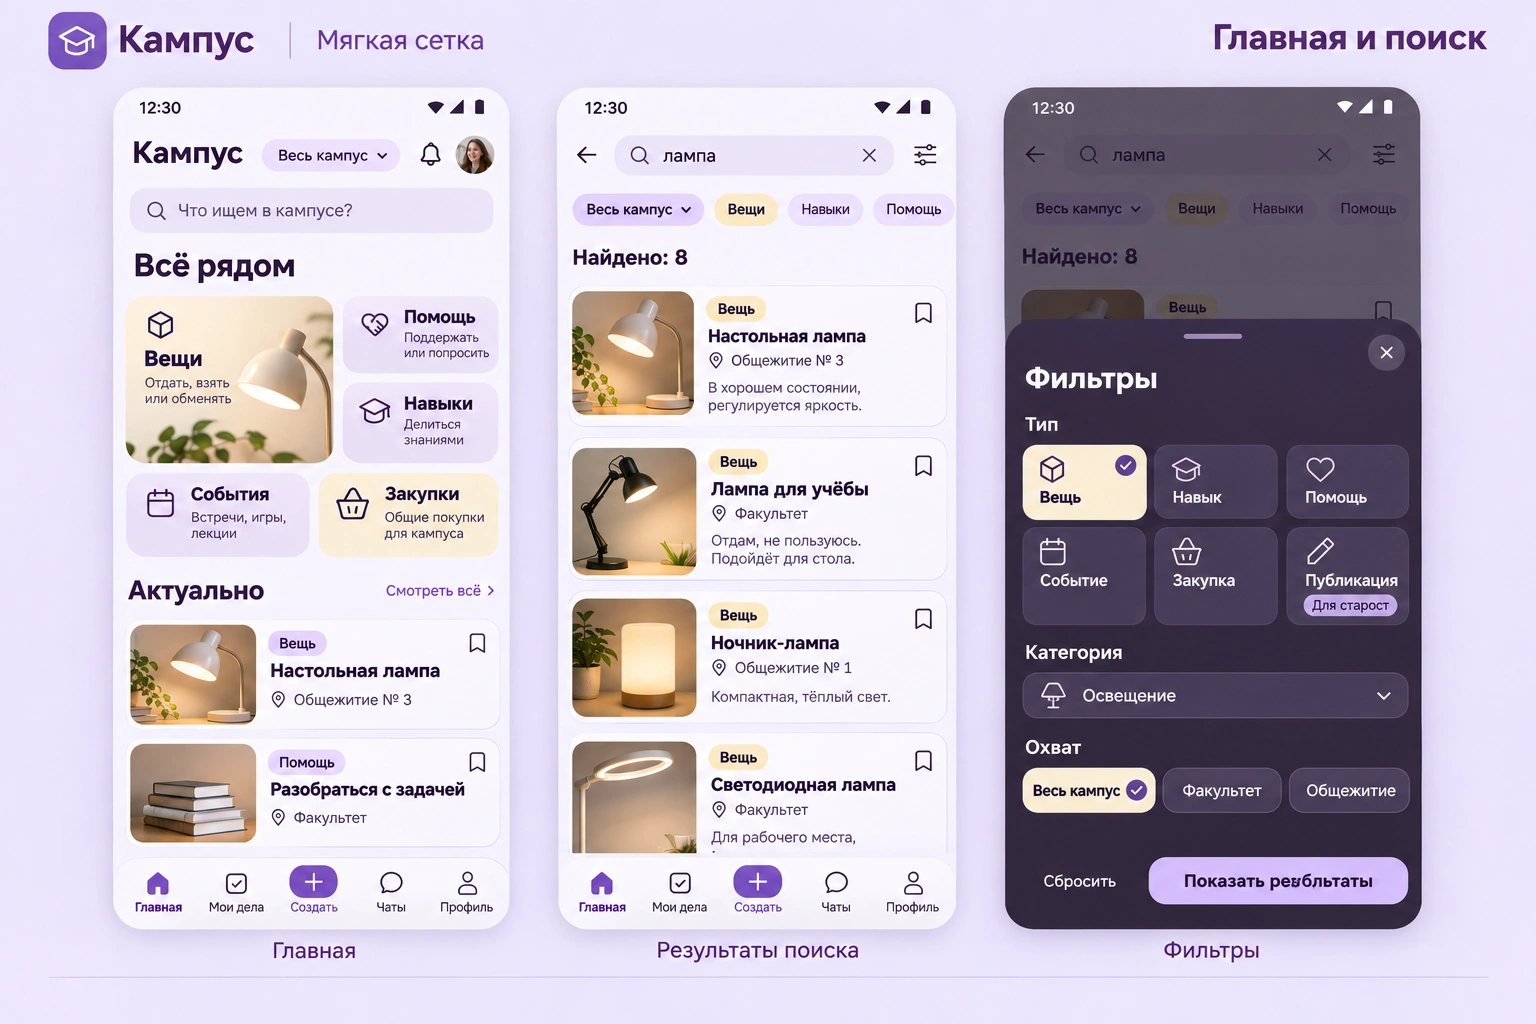 Кампус
Мягкая сетка
Главная и поиск
12:30
Кампус
Весь кампус
Что ищем в кампусе?
Всё рядом
Вещи
Отдать, взять
или обменять
Помощь
Поддержать
или попросить
Навыки
Делиться
знаниями
События
Встречи, игры,
лекции
Закупки
Общие покупки
для кампуса
Актуально
Смотреть всё
Вещь
Настольная лампа
Общежитие № 3
Помощь
Разобраться с задачей
Факультет
Главная
Мои дела
Создать
Чаты
Профиль
Главная
12:30
лампа
Весь кампус
Вещи
Навыки
Помощь
Найдено: 8
Вещь
Настольная лампа
Общежитие № 3
В хорошем состоянии,
регулируется яркость.
Вещь
Лампа для учёбы
Факультет
Отдам, не пользуюсь.
Подойдёт для стола.
Вещь
Ночник-лампа
Общежитие № 1
Компактная, тёплый свет.
Вещь
Светодиодная лампа
Факультет
Для рабочего места,
Главная
Мои дела
Создать
Чаты
Профиль
Результаты поиска
12:30
лампа
Весь кампус
Вещи
Навыки
Помощь
Найдено: 8
Вещь
Фильтры
Тип
Вещь
Навык
Помощь
Событие
Закупка
Публикация
Для старост
Категория
Освещение
Охват
Весь кампус
Факультет
Общежитие
Сбросить
Показать
Фильтры